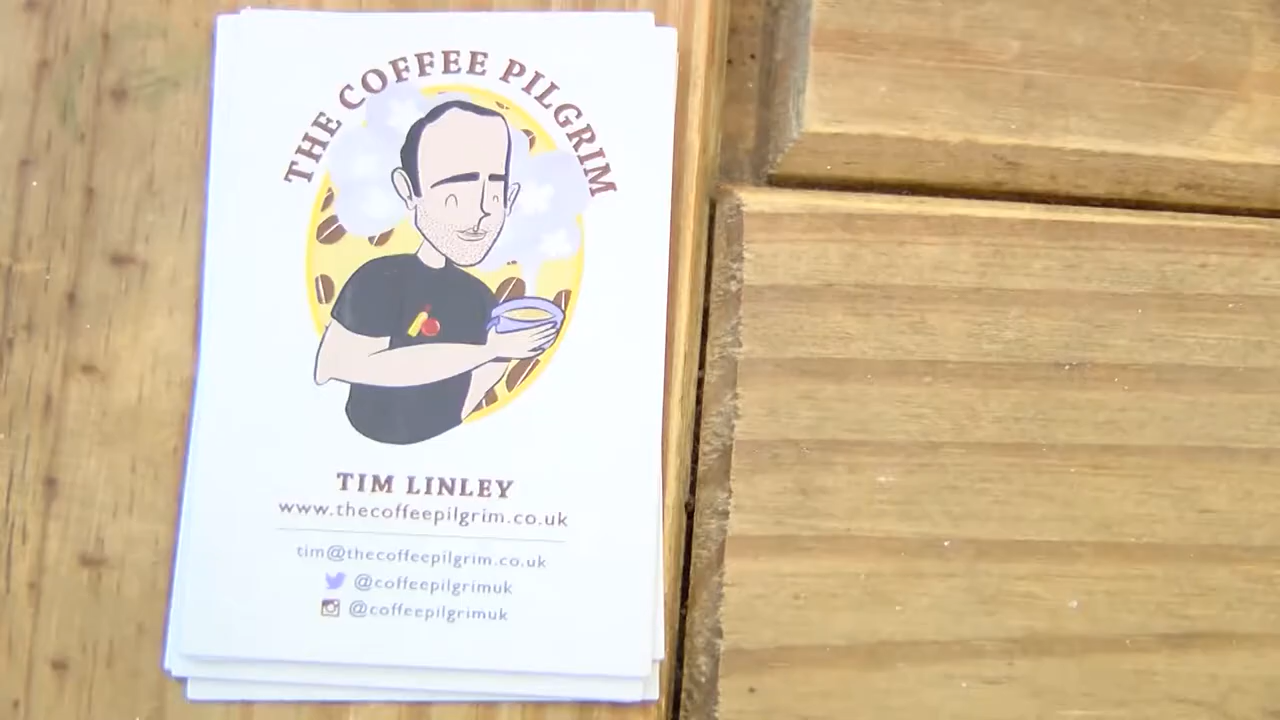 THE COFFEE PILGRIM
TIM LINLEY
www.thecoffeepilgrim.co.uk
tim@thecoffeepilgrim.co.uk
@coffeepilgrimuk
@coffeepilgrimuk